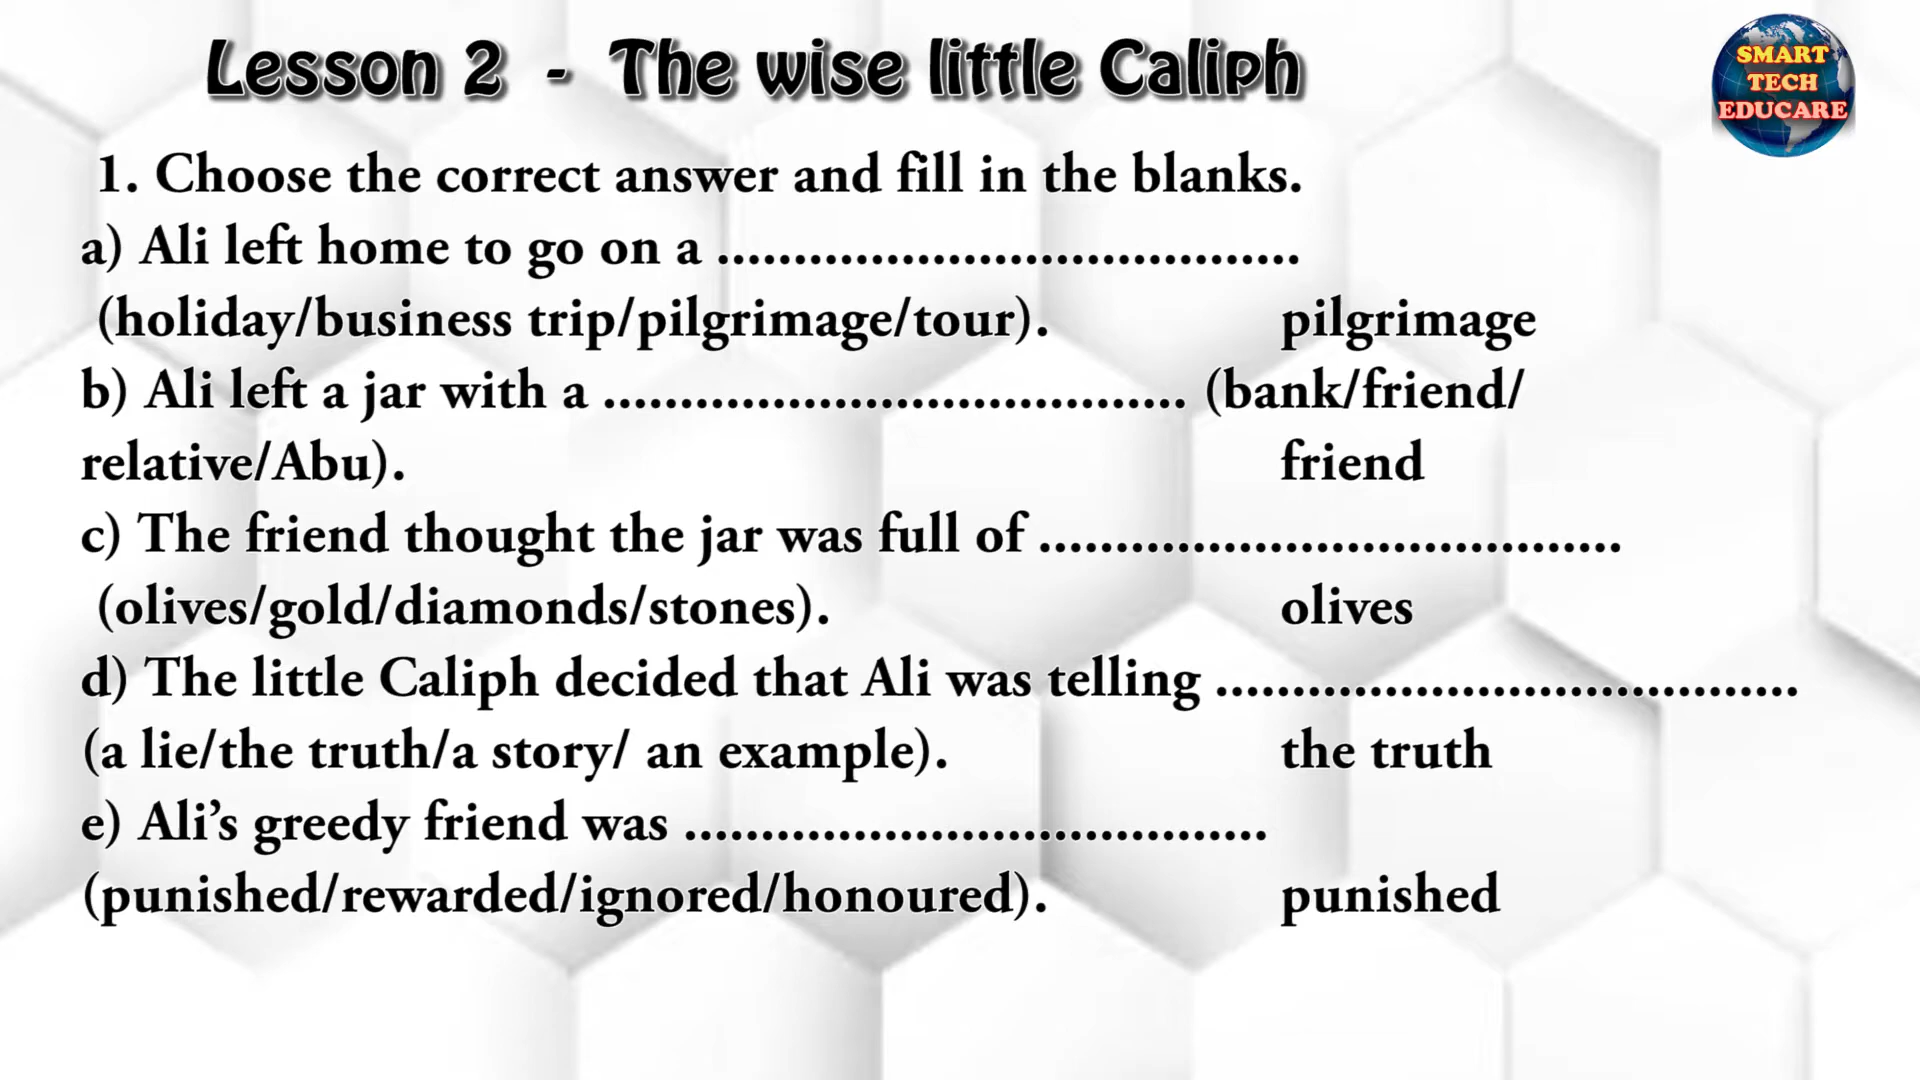 Lesson 2 - The wise little Caliph
SMART
TECH
EDUCARE
1. Choose the correct answer and fill in the blanks.
a) Ali left home to go on a ......................................
(holiday/business trip/pilgrimage/tour). pilgrimage
b) Ali left a jar with a ...................................... (bank/friend/
relative/Abu). friend
c) The friend thought the jar was full of ......................................
(olives/gold/diamonds/stones). olives
d) The little Caliph decided that Ali was telling ......................................
(a lie/the truth/a story/ an example). the truth
e) Ali’s greedy friend was ......................................
(punished/rewarded/ignored/honoured). punished